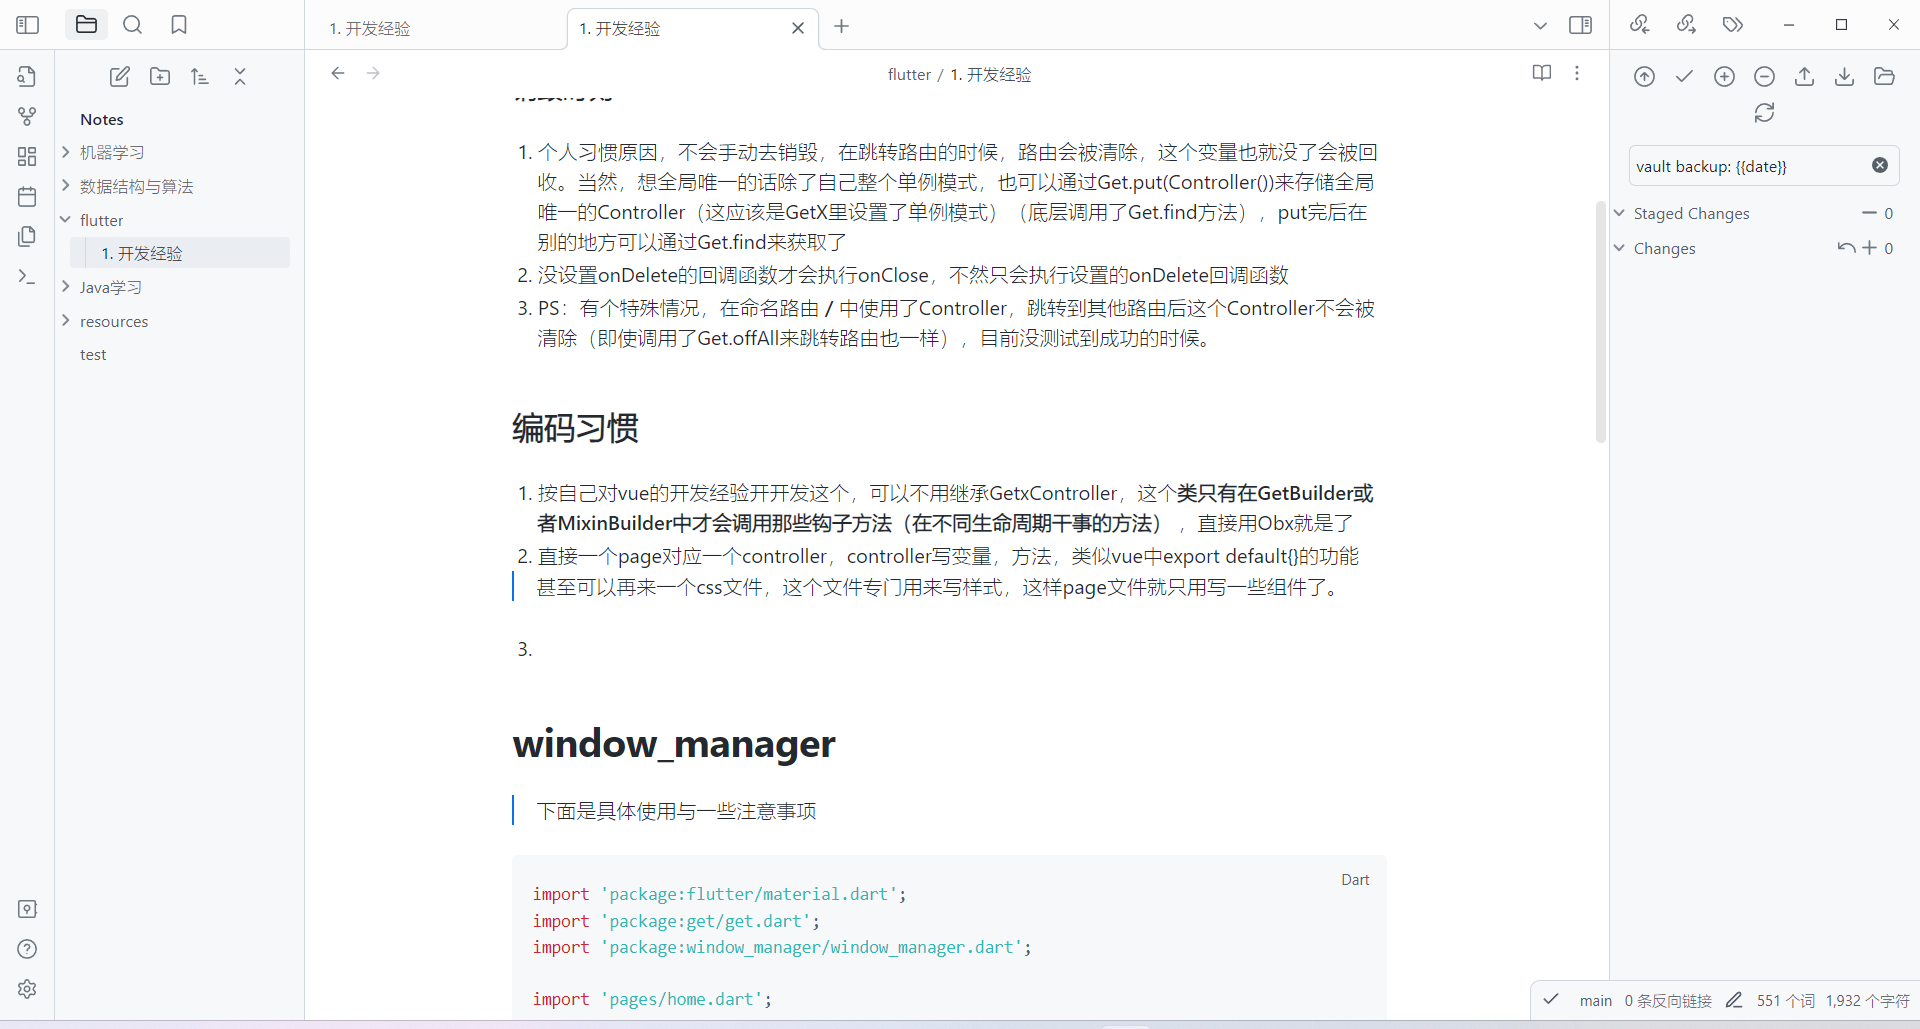 1. 开发经验
1. 开发经验
flutter / 1. 开发经验
Notes
机器学习
数据结构与算法
flutter
1. 开发经验
Java学习
resources
test
1. 个人习惯原因，不会手动去销毁，在跳转路由的时候，路由会被清除，这个变量也就没了会被回
收。当然，想全局唯一的话除了自己整个单例模式，也可以通过Get.put(Controller())来存储全局
唯一的Controller（这应该是GetX里设置了单例模式）（底层调用了Get.find方法），put完后在
别的地方可以通过Get.find来获取了
2. 没设置onDelete的回调函数才会执行onClose，不然只会执行设置的onDelete回调函数
3. PS：有个特殊情况，在命名路由 / 中使用了Controller，跳转到其他路由后这个Controller不会被
清除（即使调用了Get.offAll来跳转路由也一样），目前没测试到成功的时候。
编码习惯
1. 按自己对vue的开发经验开开发这个，可以不用继承GetxController，这个类只有在GetBuilder或
者MixinBuilder中才会调用那些钩子方法（在不同生命周期干事的方法），直接用Obx就是了
2. 直接一个page对应一个controller，controller写变量，方法，类似vue中export default{}的功能
甚至可以再来一个css文件，这个文件专门用来写样式，这样page文件就只用写一些组件了。
3.
window_manager
下面是具体使用与一些注意事项
Dart
import 'package:flutter/material.dart';
import 'package:get/get.dart';
import 'package:window_manager/window_manager.dart';
import 'pages/home.dart';
vault backup: {{date}}
Staged Changes 0
Changes 0
main 0 条反向链接 551 个词 1,932 个字符